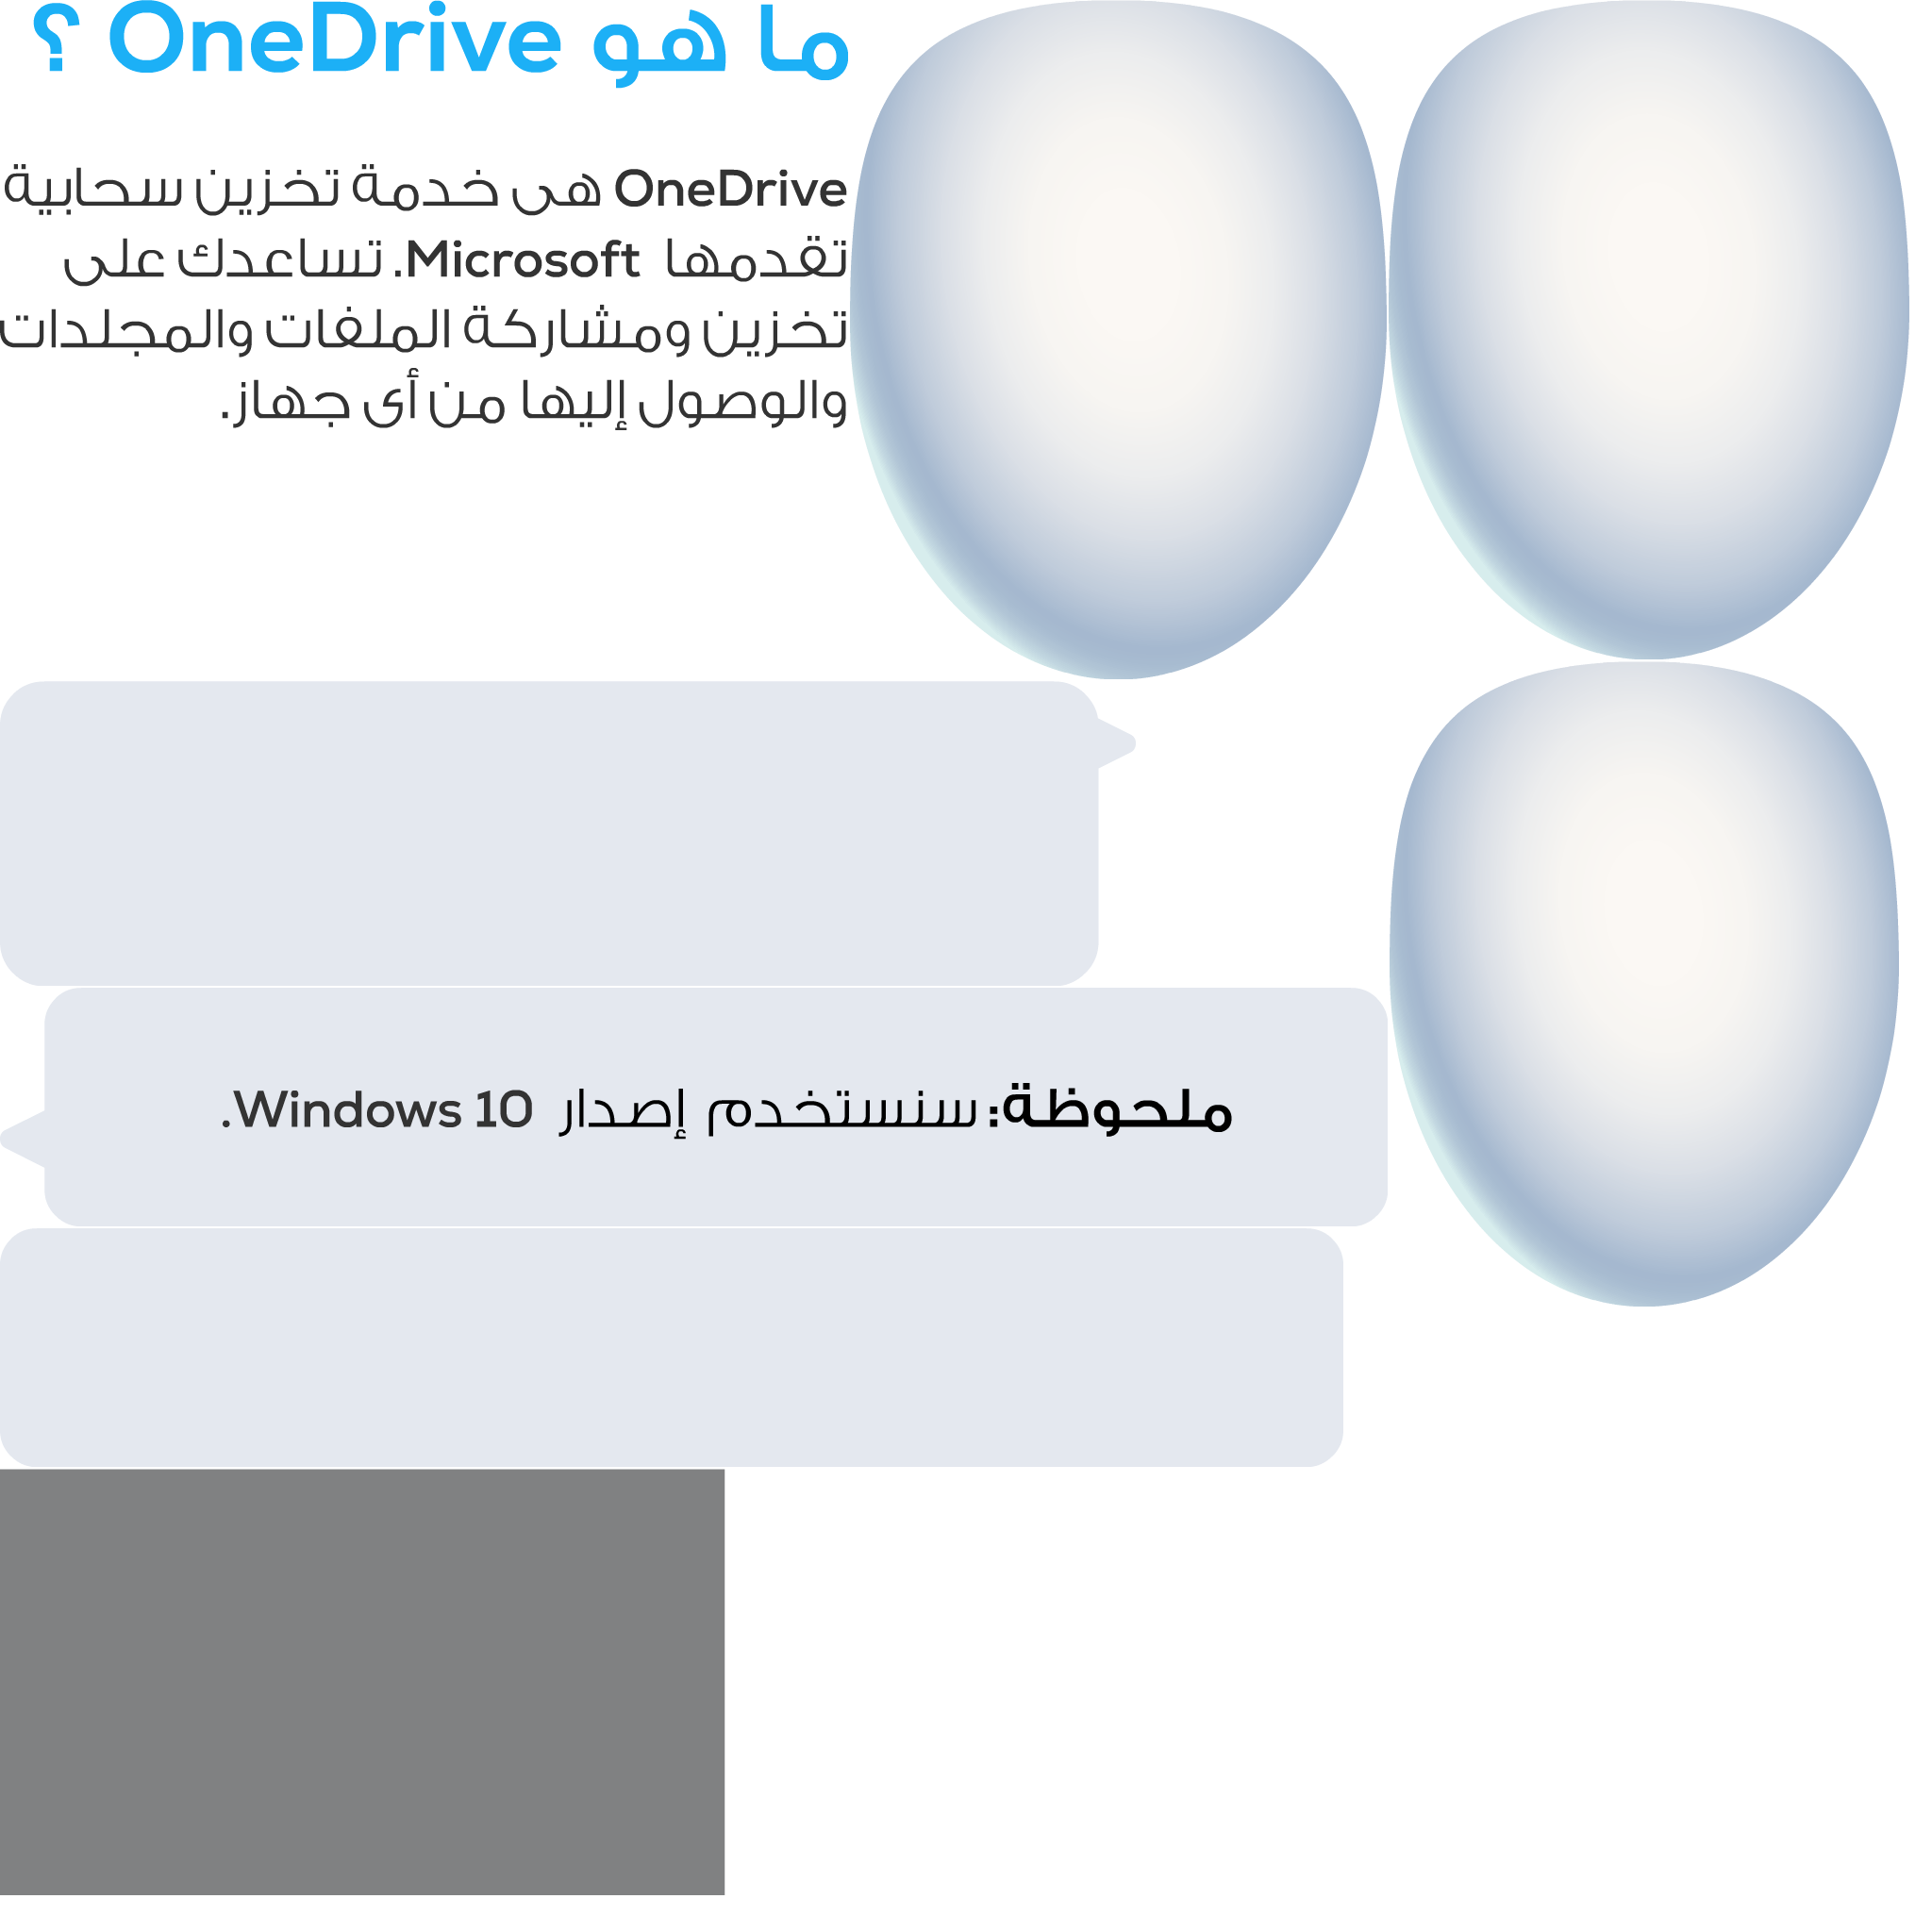 ما هو OneDrive ؟
OneDrive هى خدمة تخزين سحابية
تقدمها Microsoft. تساعدك على
تخزين ومشاركة الملفات والمجلدات
والوصول إليها من أى جهاز.
ملحوظة: سنستخدم إصدار Windows 10.